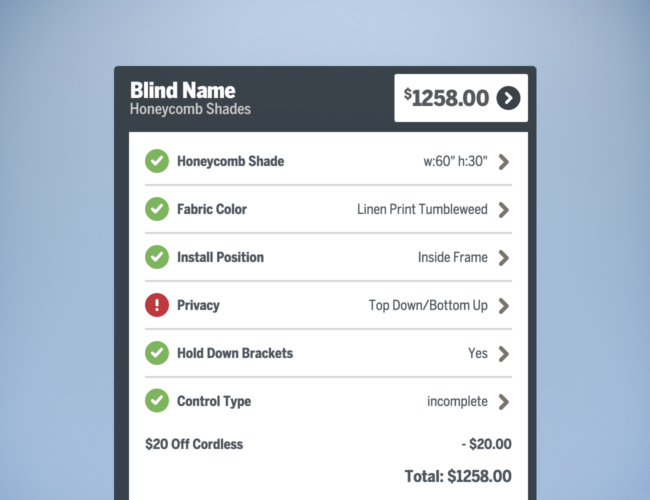 Blind Name
Honeycomb Shades
$1258.00
Honeycomb Shade w:60" h:30"
Fabric Color Linen Print Tumbleweed
Install Position Inside Frame
Privacy Top Down/Bottom Up
Hold Down Brackets Yes
Control Type incomplete
$20 Off Cordless - $20.00
Total: $1258.00